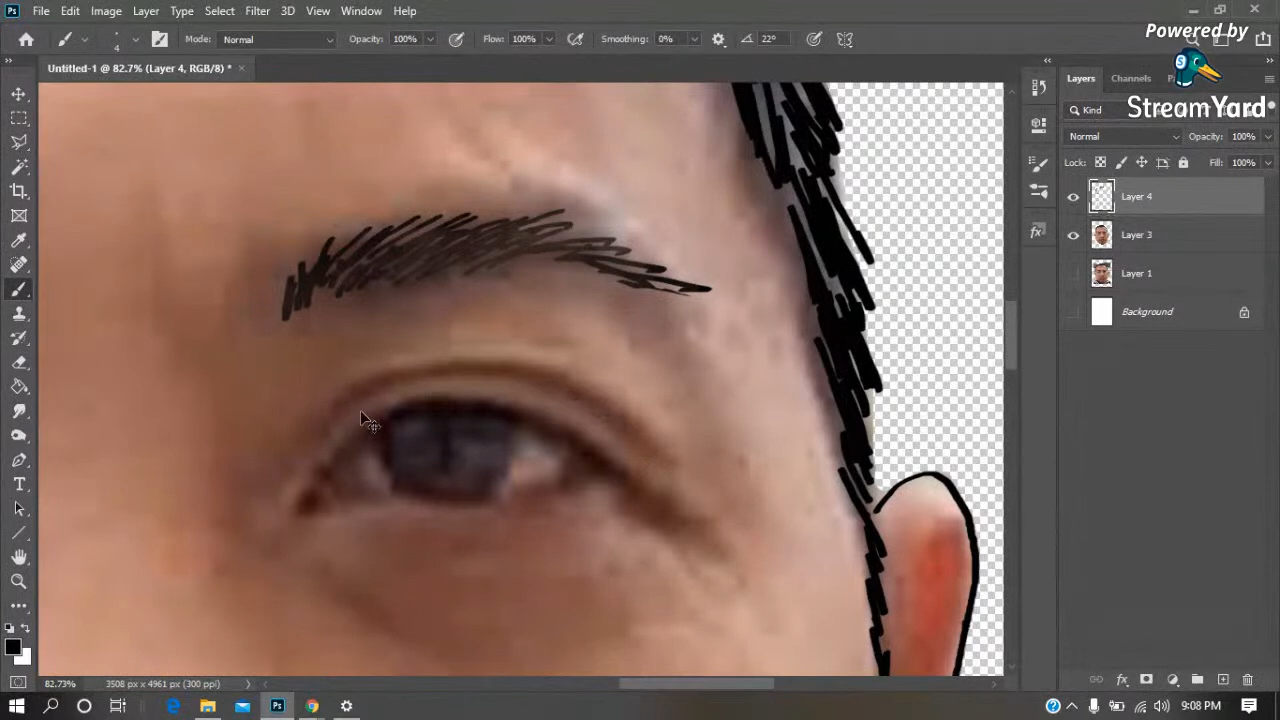 Ps File Edit Image Layer Type Select Filter 3D View Window Help
Powered by
StreamYard
4 Mode: Normal Opacity: 100% Flow: 100% Smoothing: 0% 22°
Untitled-1 @ 82.7% (Layer 4, RGB/8) * ×
Layers Channels
Kind
Normal Opacity: 100%
Lock: Fill: 100%
Layer 4
Layer 3
Layer 1
Background
82.73% 3508 px x 4961 px (300 ppi)
Ps 9:08 PM